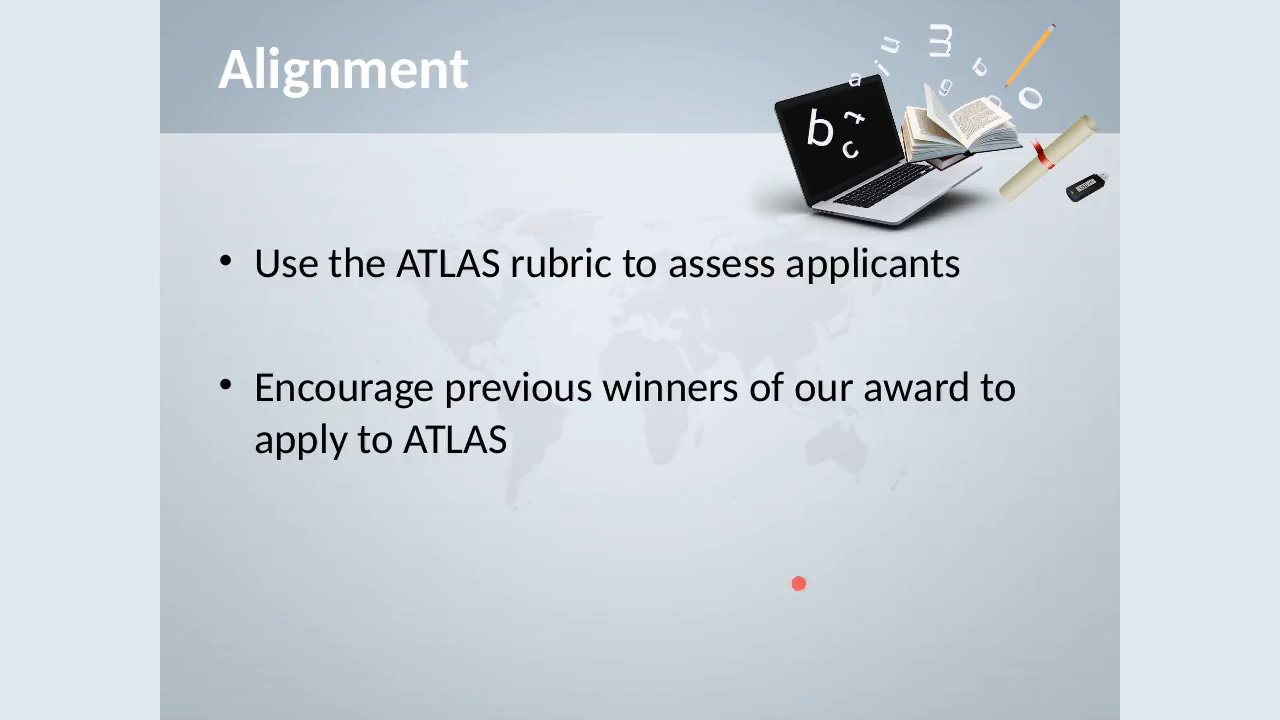 Alignment
• Use the ATLAS rubric to assess applicants
• Encourage previous winners of our award to
apply to ATLAS